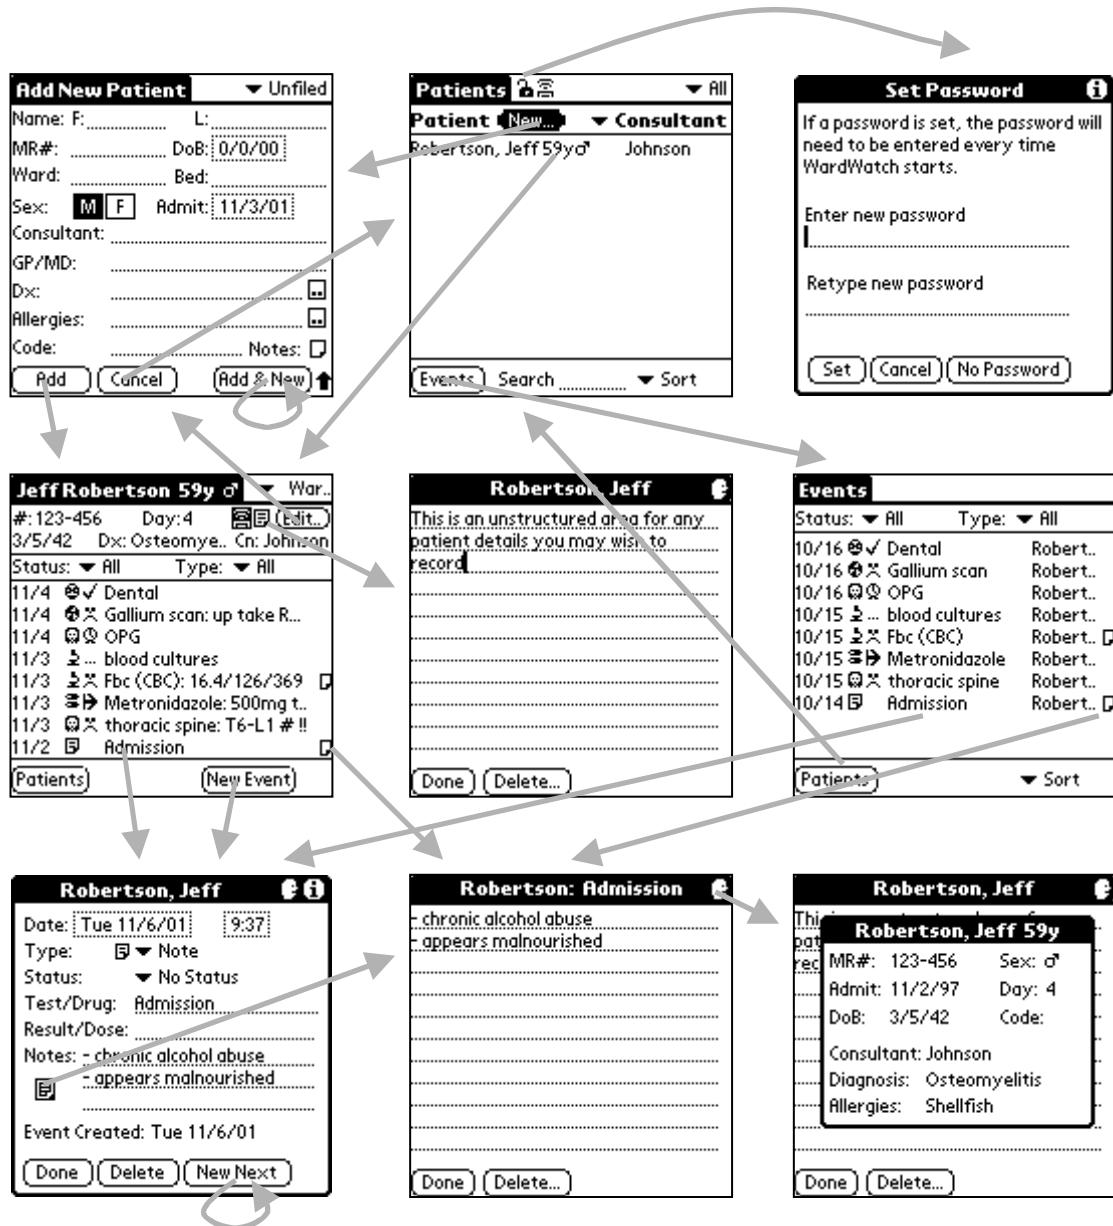 Add New Patient Unfiled
Name: F: L:
MR#: DoB: 0/0/00
Ward: Bed:
Sex: M F Admit: 11/3/01
Consultant:
GP/MD:
Dx:
Allergies:
Code: Notes:
Add Cancel Add & New
Patients All
Patient New... Consultant
Robertson, Jeff 59y♂ Johnson
Events Search Sort
Set Password
If a password is set, the password will
need to be entered every time
WardWatch starts.
Enter new password
Retype new password
Set Cancel No Password
Jeff Robertson 59y ♂ War..
#: 123-456 Day: 4 Edit..
3/5/42 Dx: Osteomye.. Cn: Johnson
Status: All Type: All
11/4 Dental
11/4 Gallium scan: up take R...
11/4 OPG
11/3 ... blood cultures
11/3 Fbc (CBC): 16.4/126/369
11/3 Metronidazole: 500mg t..
11/3 thoracic spine: T6-L1 # !!
11/2 Admission
Patients New Event
Robertson, Jeff
This is an unstructured area for any
patient details you may wish to
record
Done Delete...
Events
Status: All Type: All
10/16 Dental Robert..
10/16 Gallium scan Robert..
10/16 OPG Robert..
10/15 ... blood cultures Robert..
10/15 Fbc (CBC) Robert..
10/15 Metronidazole Robert..
10/15 thoracic spine Robert..
10/14 Admission Robert..
Patients Sort
Robertson, Jeff
Date: Tue 11/6/01 9:37
Type: Note
Status: No Status
Test/Drug: Admission
Result/Dose:
Notes: - chronic alcohol abuse
- appears malnourished
Event Created: Tue 11/6/01
Done Delete New Next
Robertson: Admission
- chronic alcohol abuse
- appears malnourished
Done Delete...
Robertson, Jeff
Robertson, Jeff 59y
MR#: 123-456 Sex: ♂
Admit: 11/2/97 Day: 4
DoB: 3/5/42 Code:
Consultant: Johnson
Diagnosis: Osteomyelitis
Allergies: Shellfish
Done Delete...